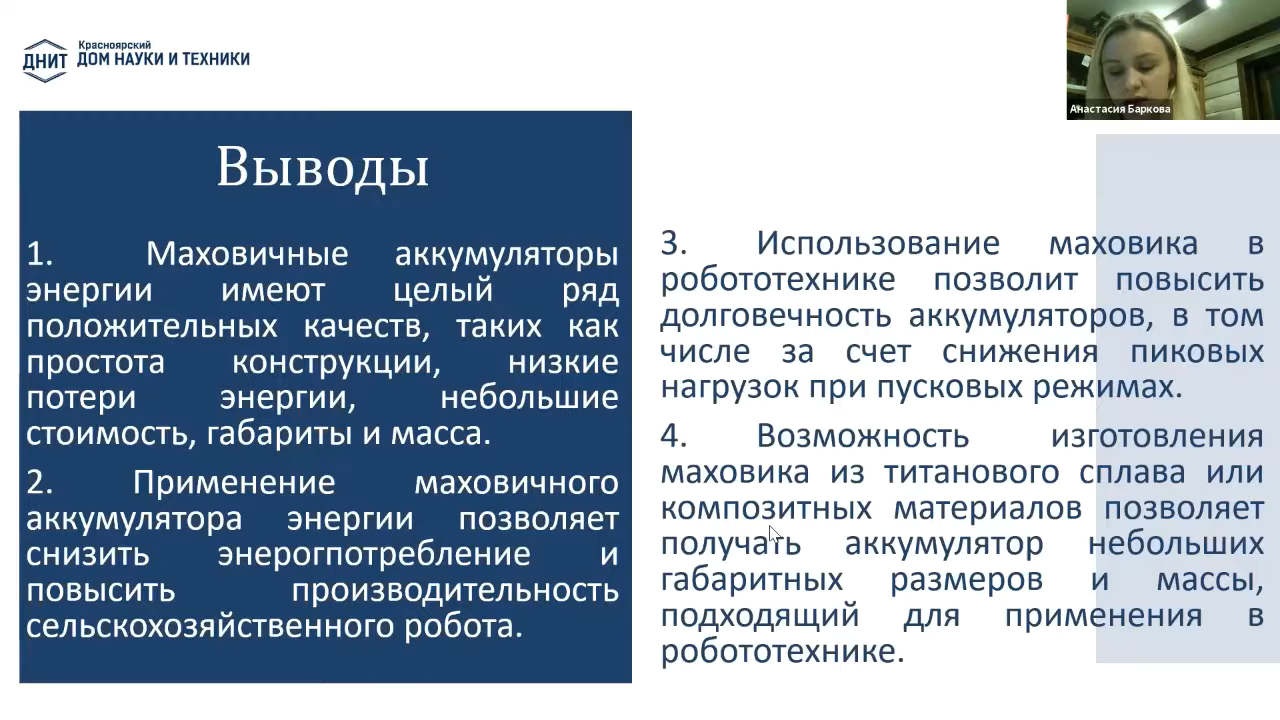 Красноярский
ДНИТ ДОМ НАУКИ И ТЕХНИКИ
Анастасия Баркова
Выводы
1. Маховичные аккумуляторы
энергии имеют целый ряд
положительных качеств, таких как
простота конструкции, низкие
потери энергии, небольшие
стоимость, габариты и масса.
2. Применение маховичного
аккумулятора энергии позволяет
снизить энерогпотребление и
повысить производительность
сельскохозяйственного робота.
3. Использование маховика в
робототехнике позволит повысить
долговечность аккумуляторов, в том
числе за счет снижения пиковых
нагрузок при пусковых режимах.
4. Возможность изготовления
маховика из титанового сплава или
композитных материалов позволяет
получать аккумулятор небольших
габаритных размеров и массы,
подходящий для применения в
робототехнике.